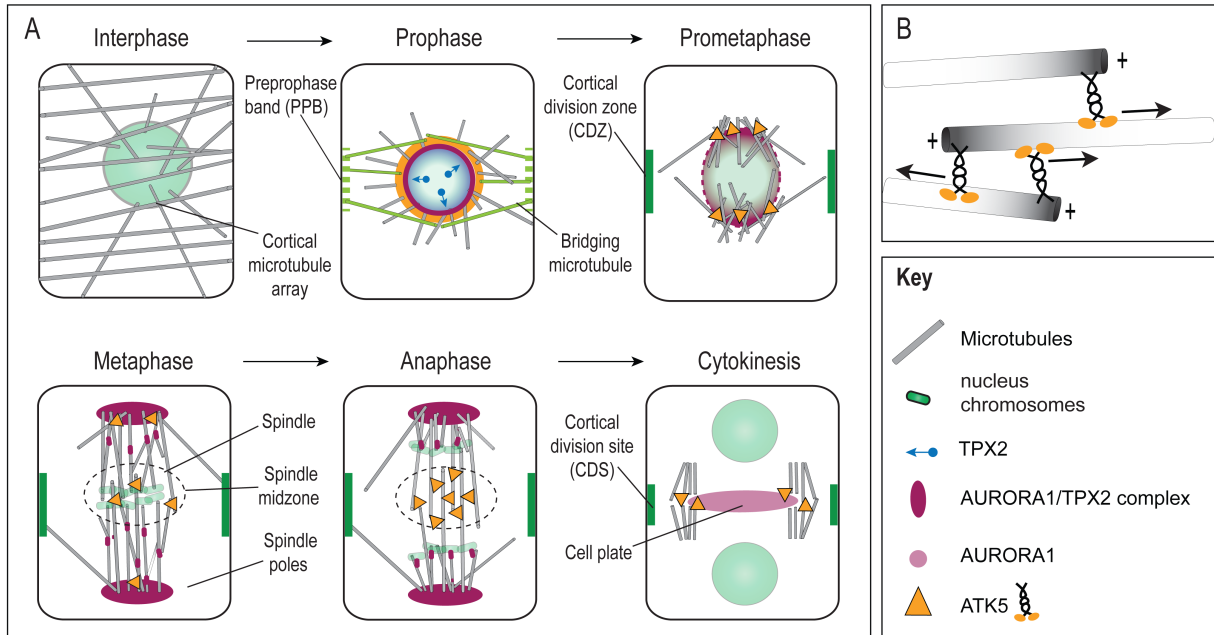 A
Interphase
Prophase
Prometaphase
Preprophase
band (PPB)
Cortical
division zone
(CDZ)
Cortical
microtubule
array
Bridging
microtubule
Metaphase
Anaphase
Cytokinesis
Spindle
Spindle
midzone
Spindle
poles
Cortical
division site
(CDS)
Cell plate
B
+
+
+
Key
Microtubules
nucleus
chromosomes
TPX2
AURORA1/TPX2 complex
AURORA1
ATK5